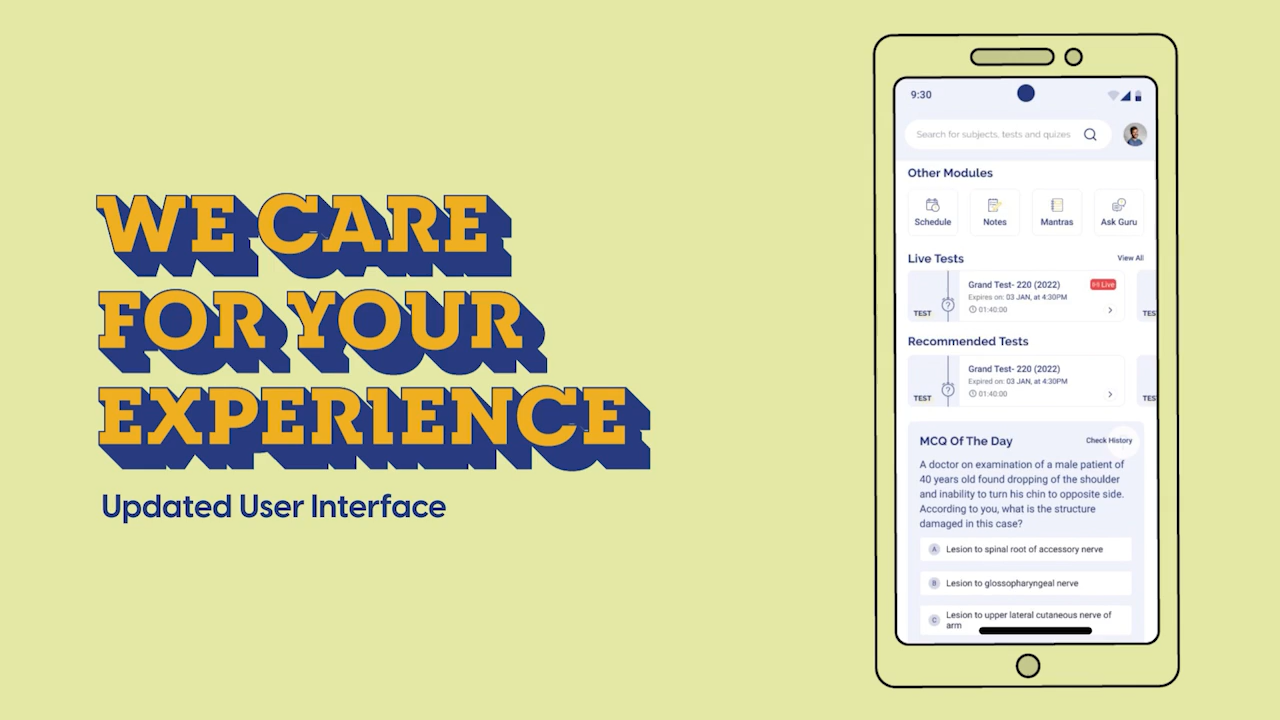 WE CARE
FOR YOUR
EXPERIENCE
Updated User Interface
9:30
Search for subjects, tests and quizes
Other Modules
Schedule
Notes
Mantras
Ask Guru
Live Tests
View All
TEST
Grand Test- 220 (2022)
Live
Expires on: 03 JAN, at 4:30PM
01:40:00
TES
Recommended Tests
TEST
Grand Test- 220 (2022)
Expired on: 03 JAN, at 4:30PM
01:40:00
TES
MCQ Of The Day
Check History
A doctor on examination of a male patient of
40 years old found dropping of the shoulder
and inability to turn his chin to opposite side.
According to you, what is the structure
damaged in this case?
A Lesion to spinal root of accessory nerve
B Lesion to glossopharyngeal nerve
C Lesion to upper lateral cutaneous nerve of
arm